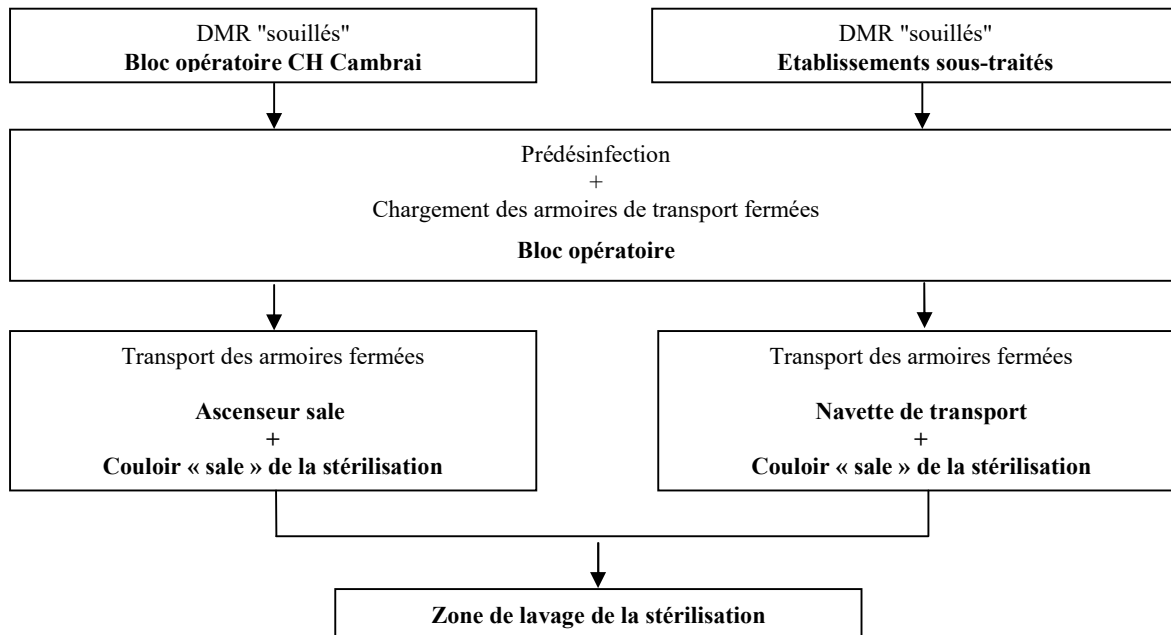 DMR "souillés"
Bloc opératoire CH Cambrai
DMR "souillés"
Etablissements sous-traités
Prédésinfection
+
Chargement des armoires de transport fermées
Bloc opératoire
Transport des armoires fermées
Ascenseur sale
+
Couloir « sale » de la stérilisation
Transport des armoires fermées
Navette de transport
+
Couloir « sale » de la stérilisation
Zone de lavage de la stérilisation